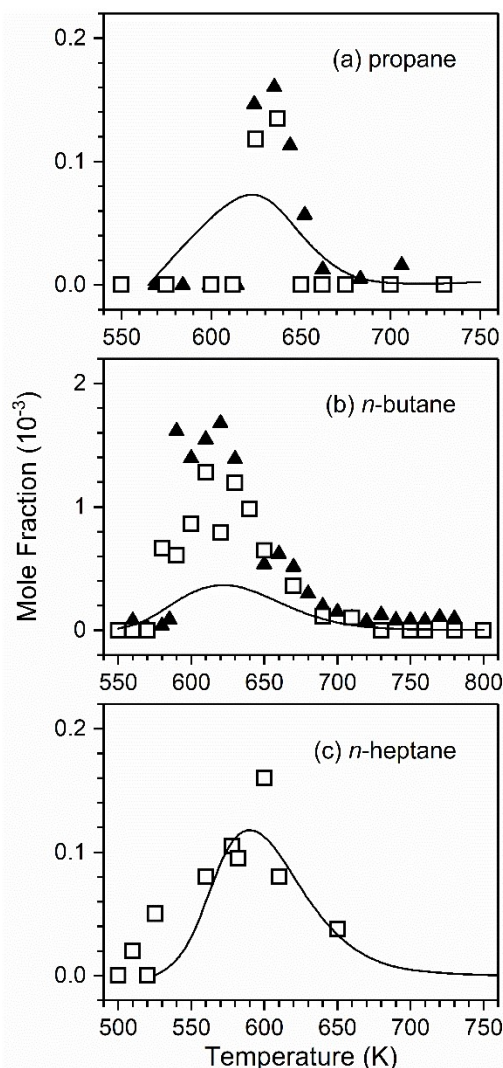 0.2
(a) propane
0.1
0.0
550 600 650 700 750
2
(b) n-butane
1
0
550 600 650 700 750 800
0.2
(c) n-heptane
0.1
0.0
500 550 600 650 700 750
Mole Fraction (10-3)
Temperature (K)